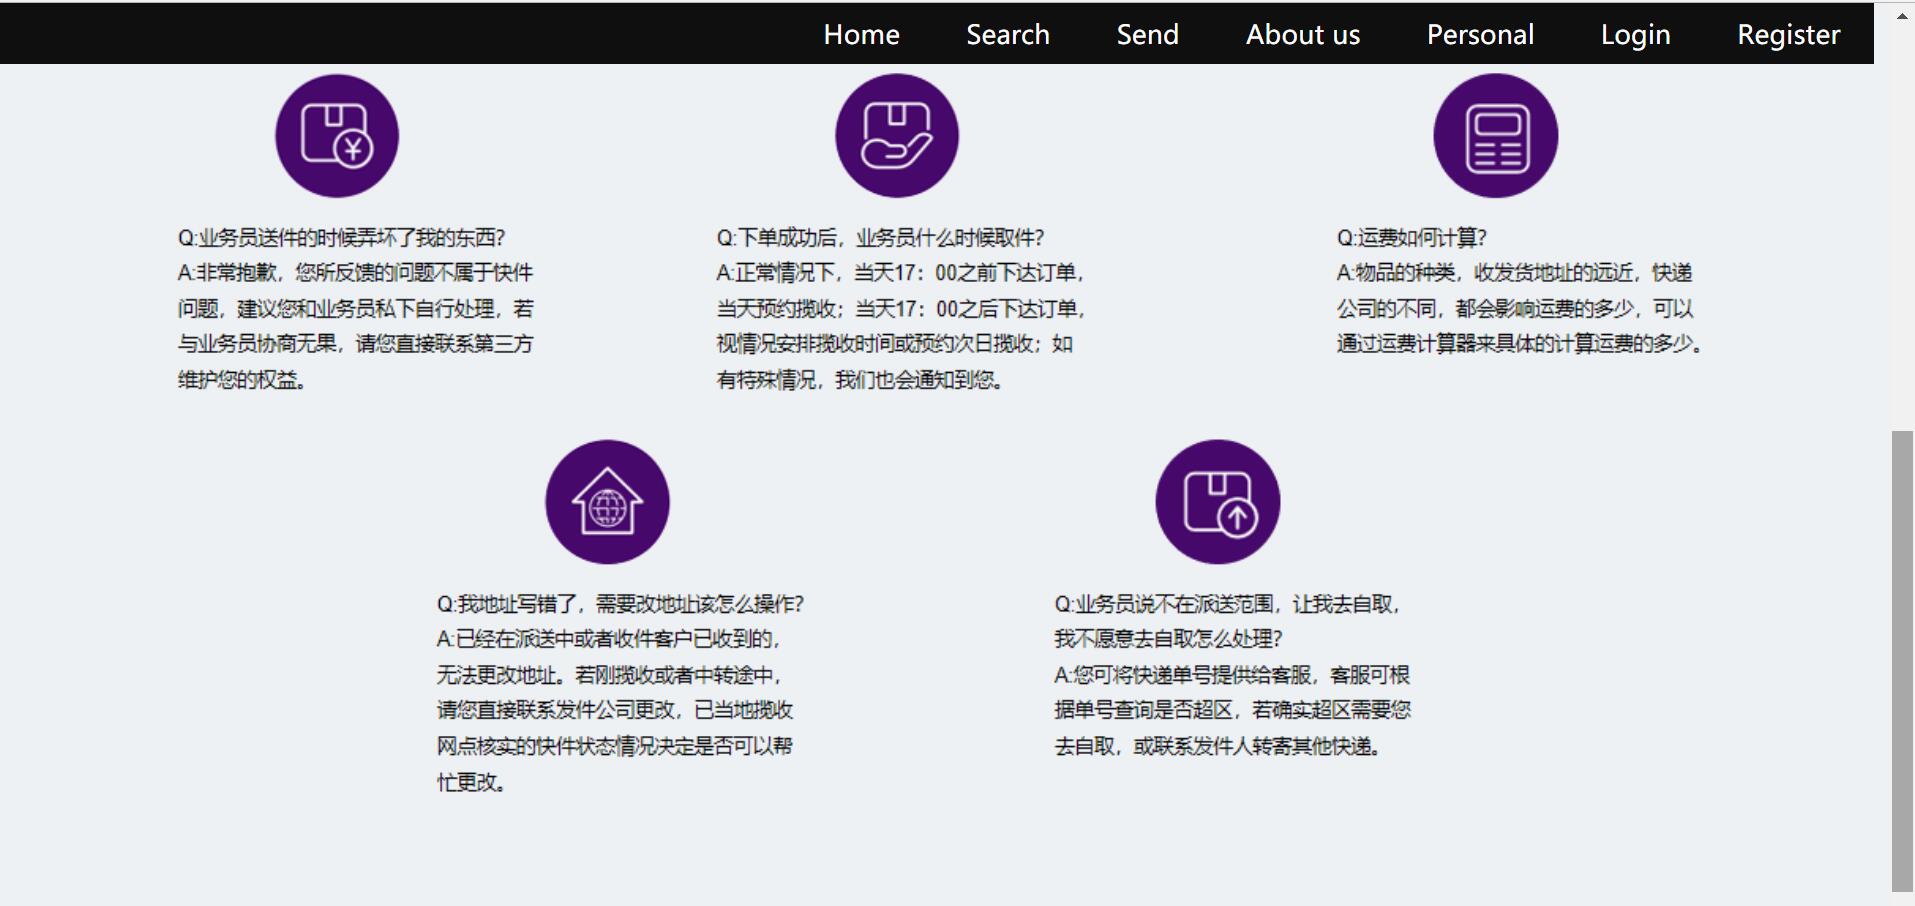 Home Search Send About us Personal Login Register
Q:业务员送件的时候弄坏了我的东西?
A:非常抱歉，您所反馈的问题不属于快件
问题，建议您和业务员私下自行处理，若
与业务员协商无果，请您直接联系第三方
维护您的权益。
Q:下单成功后，业务员什么时候取件?
A:正常情况下，当天17：00之前下达订单，
当天预约揽收；当天17：00之后下达订单，
视情况安排揽收时间或预约次日揽收；如
有特殊情况，我们也会通知到您。
Q:运费如何计算?
A:物品的种类，收发货地址的远近，快递
公司的不同，都会影响运费的多少，可以
通过运费计算器来具体的计算运费的多少。
Q:我地址写错了，需要改地址该怎么操作?
A:已经在派送中或者收件客户已收到的，
无法更改地址。若刚揽收或者中转途中，
请您直接联系发件公司更改，已当地揽收
网点核实的快件状态情况决定是否可以帮
忙更改。
Q:业务员说不在派送范围，让我去自取，
我不愿意去自取怎么处理?
A:您可将快递单号提供给客服，客服可根
据单号查询是否超区，若确实超区需要您
去自取，或联系发件人转寄其他快递。